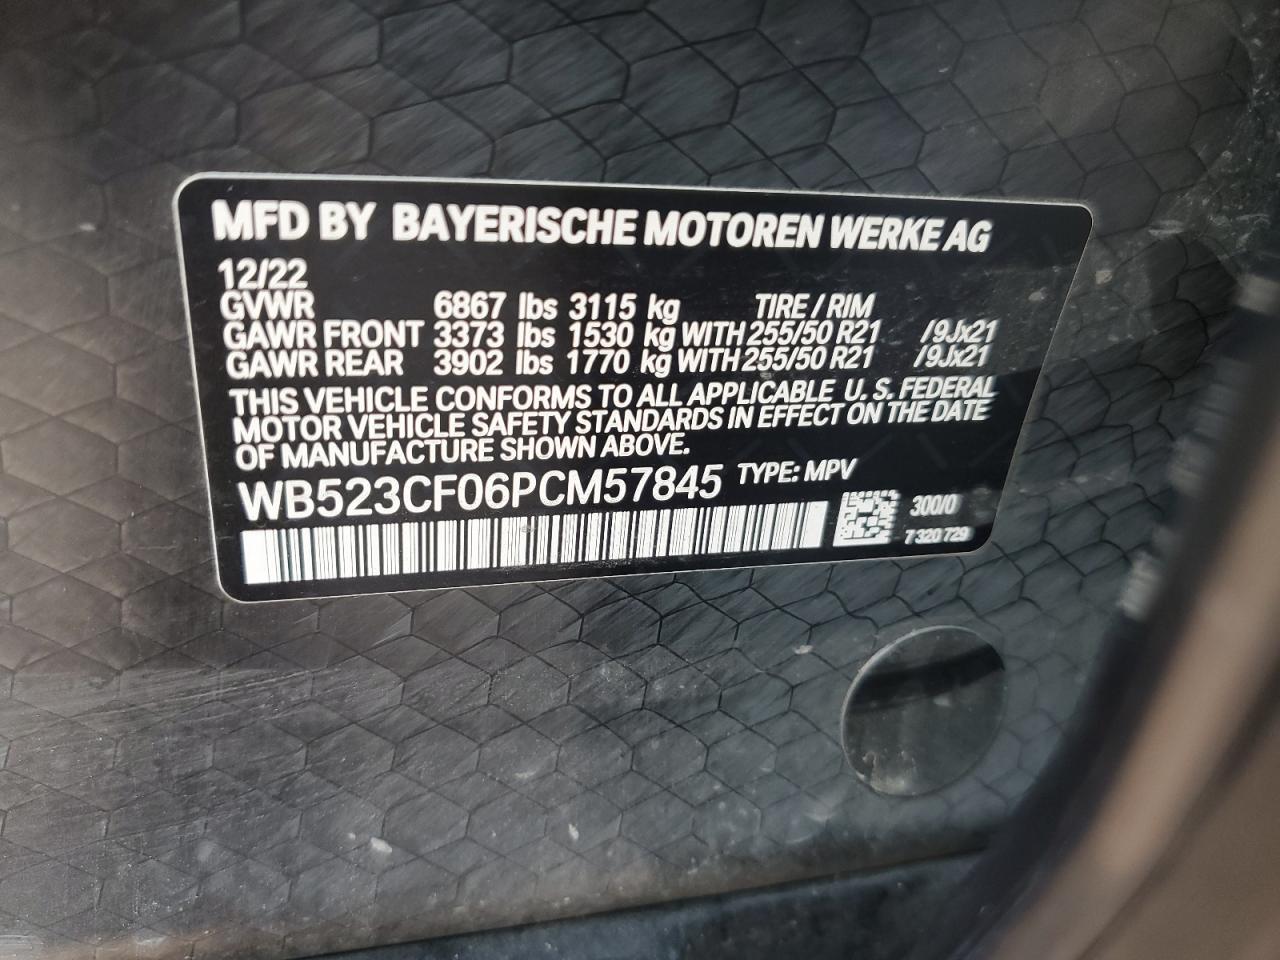 MFD BY BAYERISCHE MOTOREN WERKE AG
12/22
GVWR 6867 lbs 3115 kg TIRE / RIM
GAWR FRONT 3373 lbs 1530 kg WITH 255/50 R21 /9Jx21
GAWR REAR 3902 lbs 1770 kg WITH 255/50 R21 /9Jx21
THIS VEHICLE CONFORMS TO ALL APPLICABLE U. S. FEDERAL
MOTOR VEHICLE SAFETY STANDARDS IN EFFECT ON THE DATE
OF MANUFACTURE SHOWN ABOVE.
WB523CF06PCM57845 TYPE: MPV
300/0
7 320 729